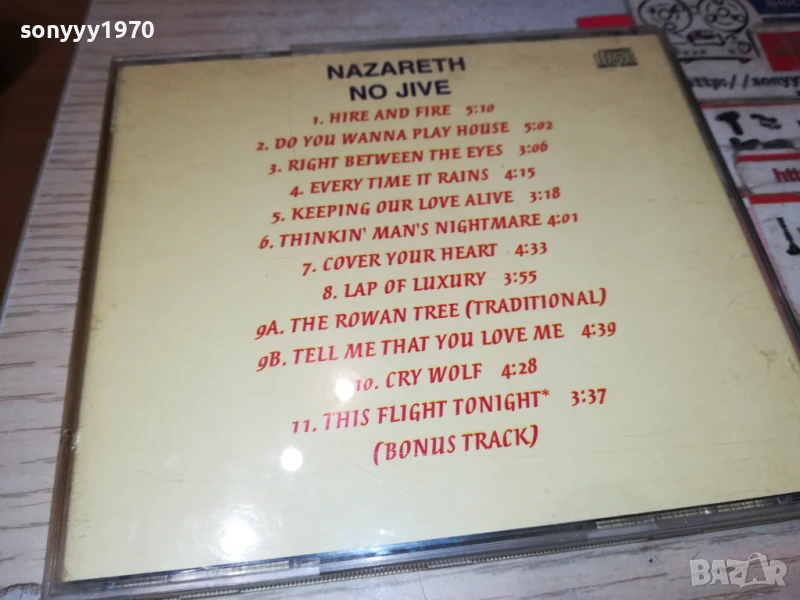 sonyyy1970
NAZARETH
NO JIVE
1. HIRE AND FIRE 5:10
2. DO YOU WANNA PLAY HOUSE 5:02
3. RIGHT BETWEEN THE EYES 3:06
4. EVERY TIME IT RAINS 4:15
5. KEEPING OUR LOVE ALIVE 3:18
6. THINKIN' MAN'S NIGHTMARE 4:01
7. COVER YOUR HEART 4:33
8. LAP OF LUXURY 3:55
9A. THE ROWAN TREE (TRADITIONAL)
9B. TELL ME THAT YOU LOVE ME 4:39
10. CRY WOLF 4:28
11. THIS FLIGHT TONIGHT* 3:37
(BONUS TRACK)
BAZAR